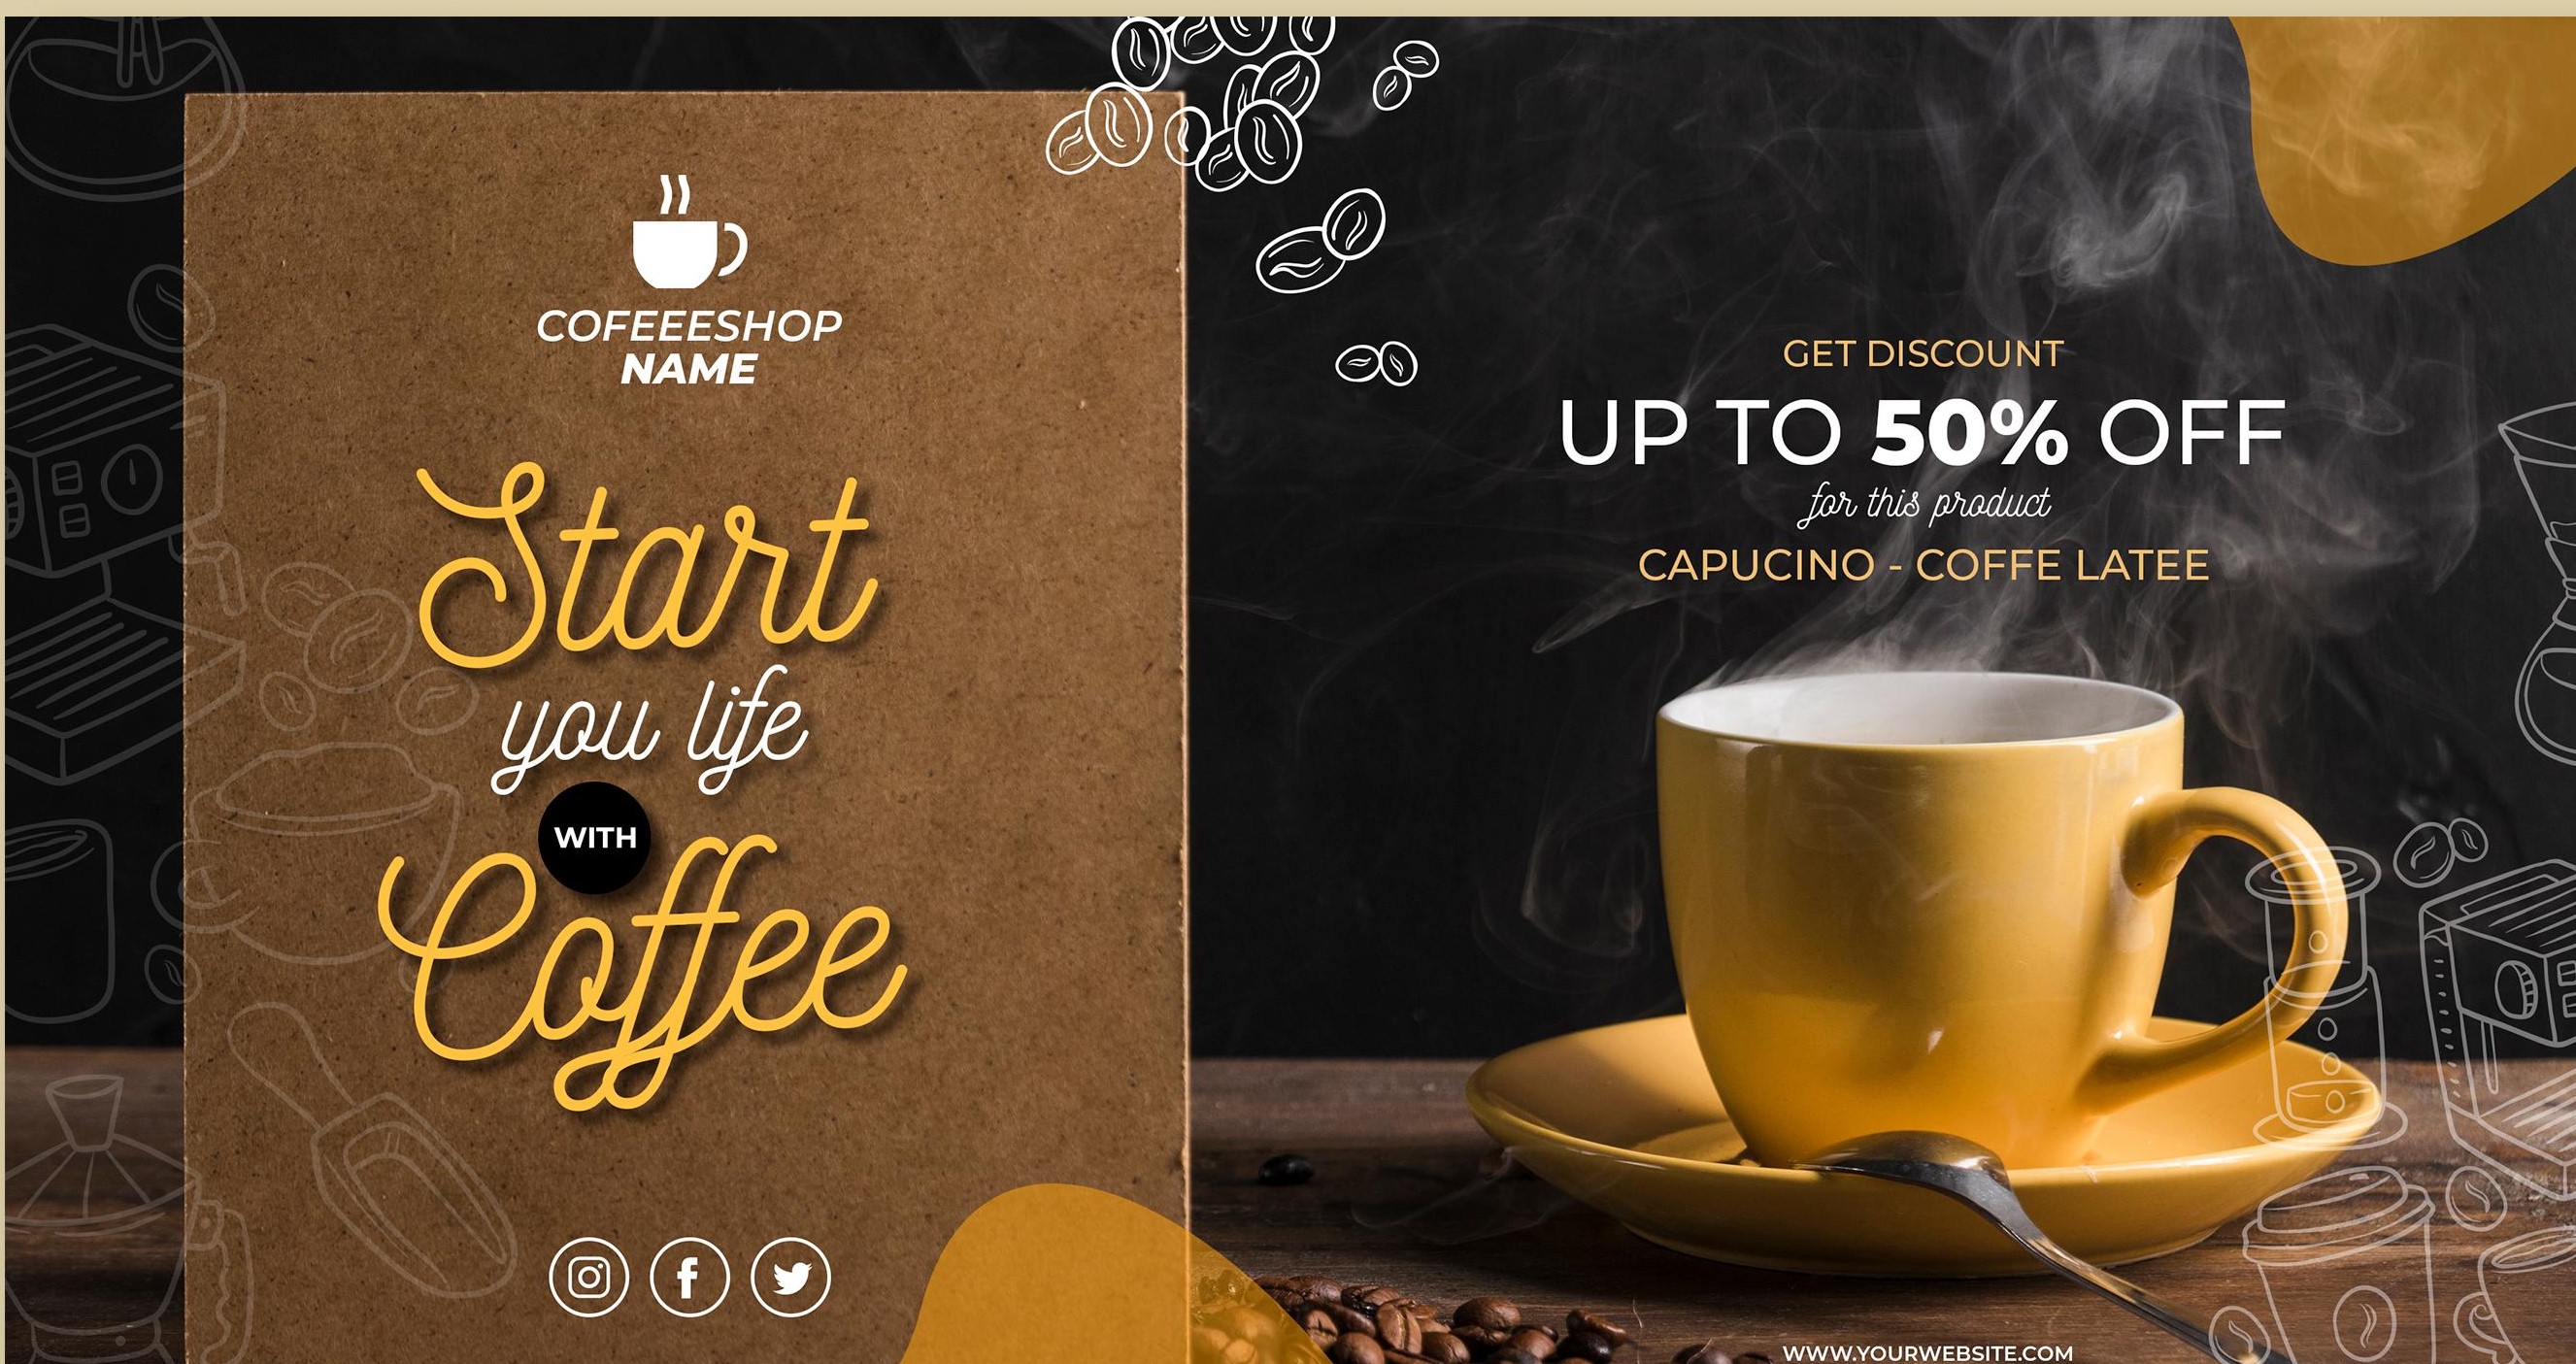 COFEEESHOP
NAME
Start
you life
WITH
Coffee
GET DISCOUNT
UP TO 50% OFF
for this product
CAPUCINO - COFFE LATEE
WWW.YOURWEBSITE.COM